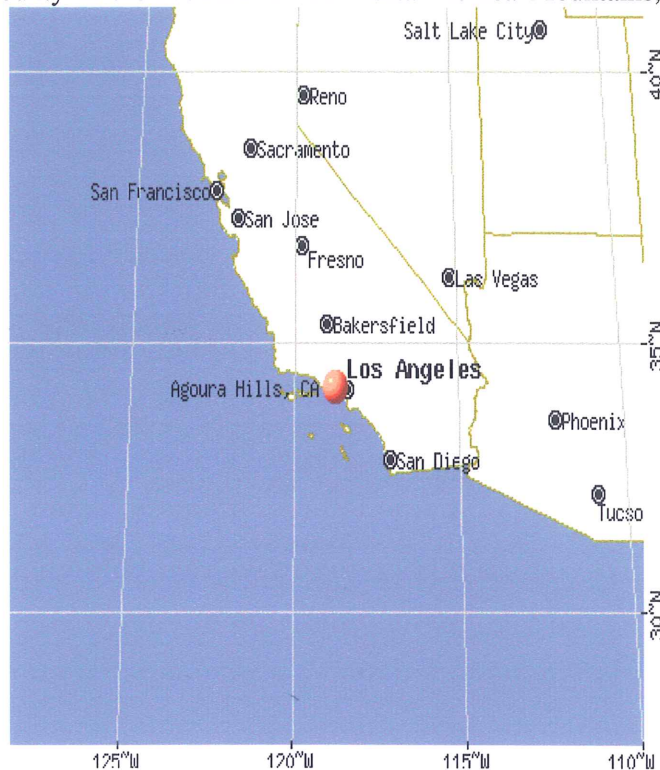 Salt Lake City
40°N
Reno
Sacramento
San Francisco
San Jose
Fresno
Las Vegas
Bakersfield
35°N
Los Angeles
Agoura Hills, CA
Phoenix
San Diego
Tucso
30°N
125°W 120°W 115°W 110°W